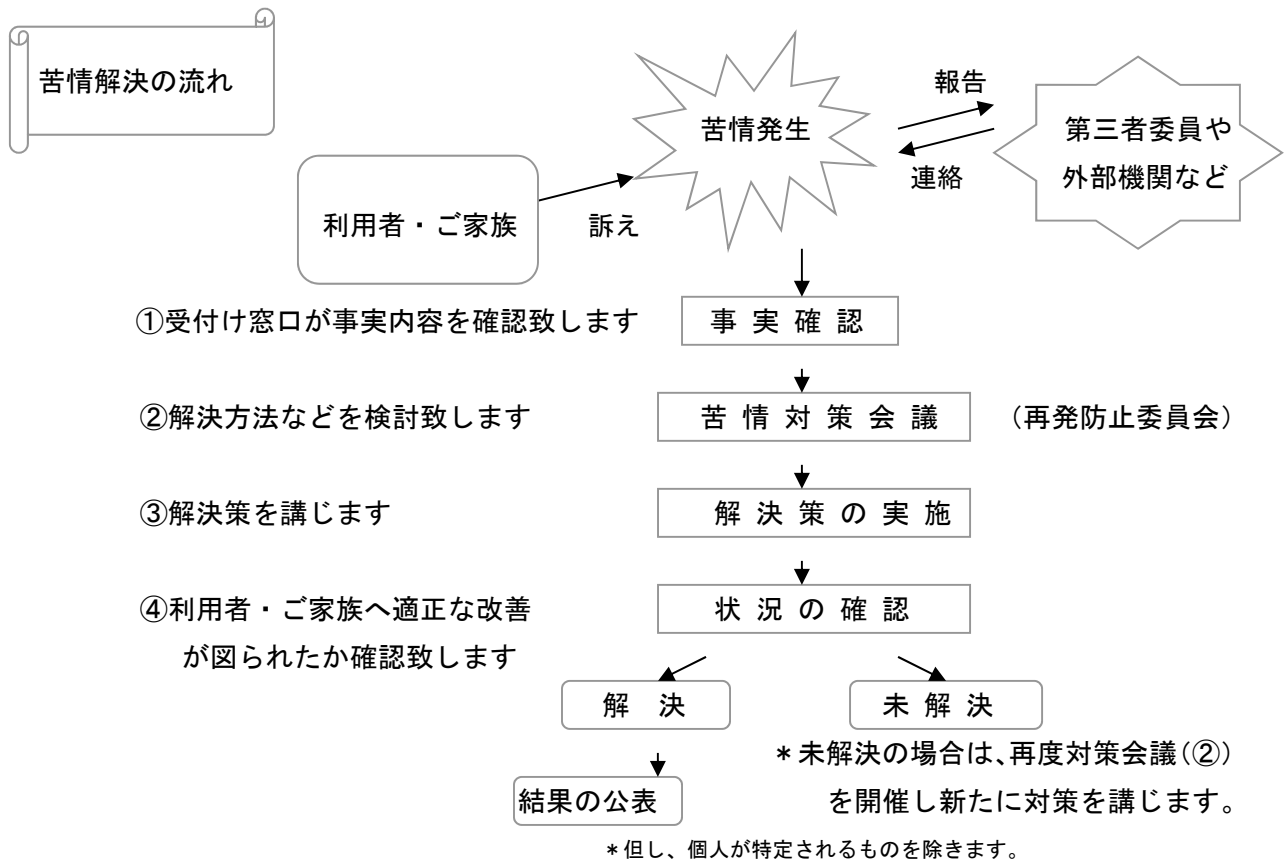 苦情解決の流れ
苦情発生
報告
連絡
第三者委員や
外部機関など
利用者・ご家族
訴え
①受付け窓口が事実内容を確認致します
事実確認
②解決方法などを検討致します
苦情対策会議
（再発防止委員会）
③解決策を講じます
解決策の実施
④利用者・ご家族へ適正な改善
が図られたか確認致します
状況の確認
解　決
未解決
＊未解決の場合は、再度対策会議（②）
を開催し新たに対策を講じます。
結果の公表
＊但し、個人が特定されるものを除きます。